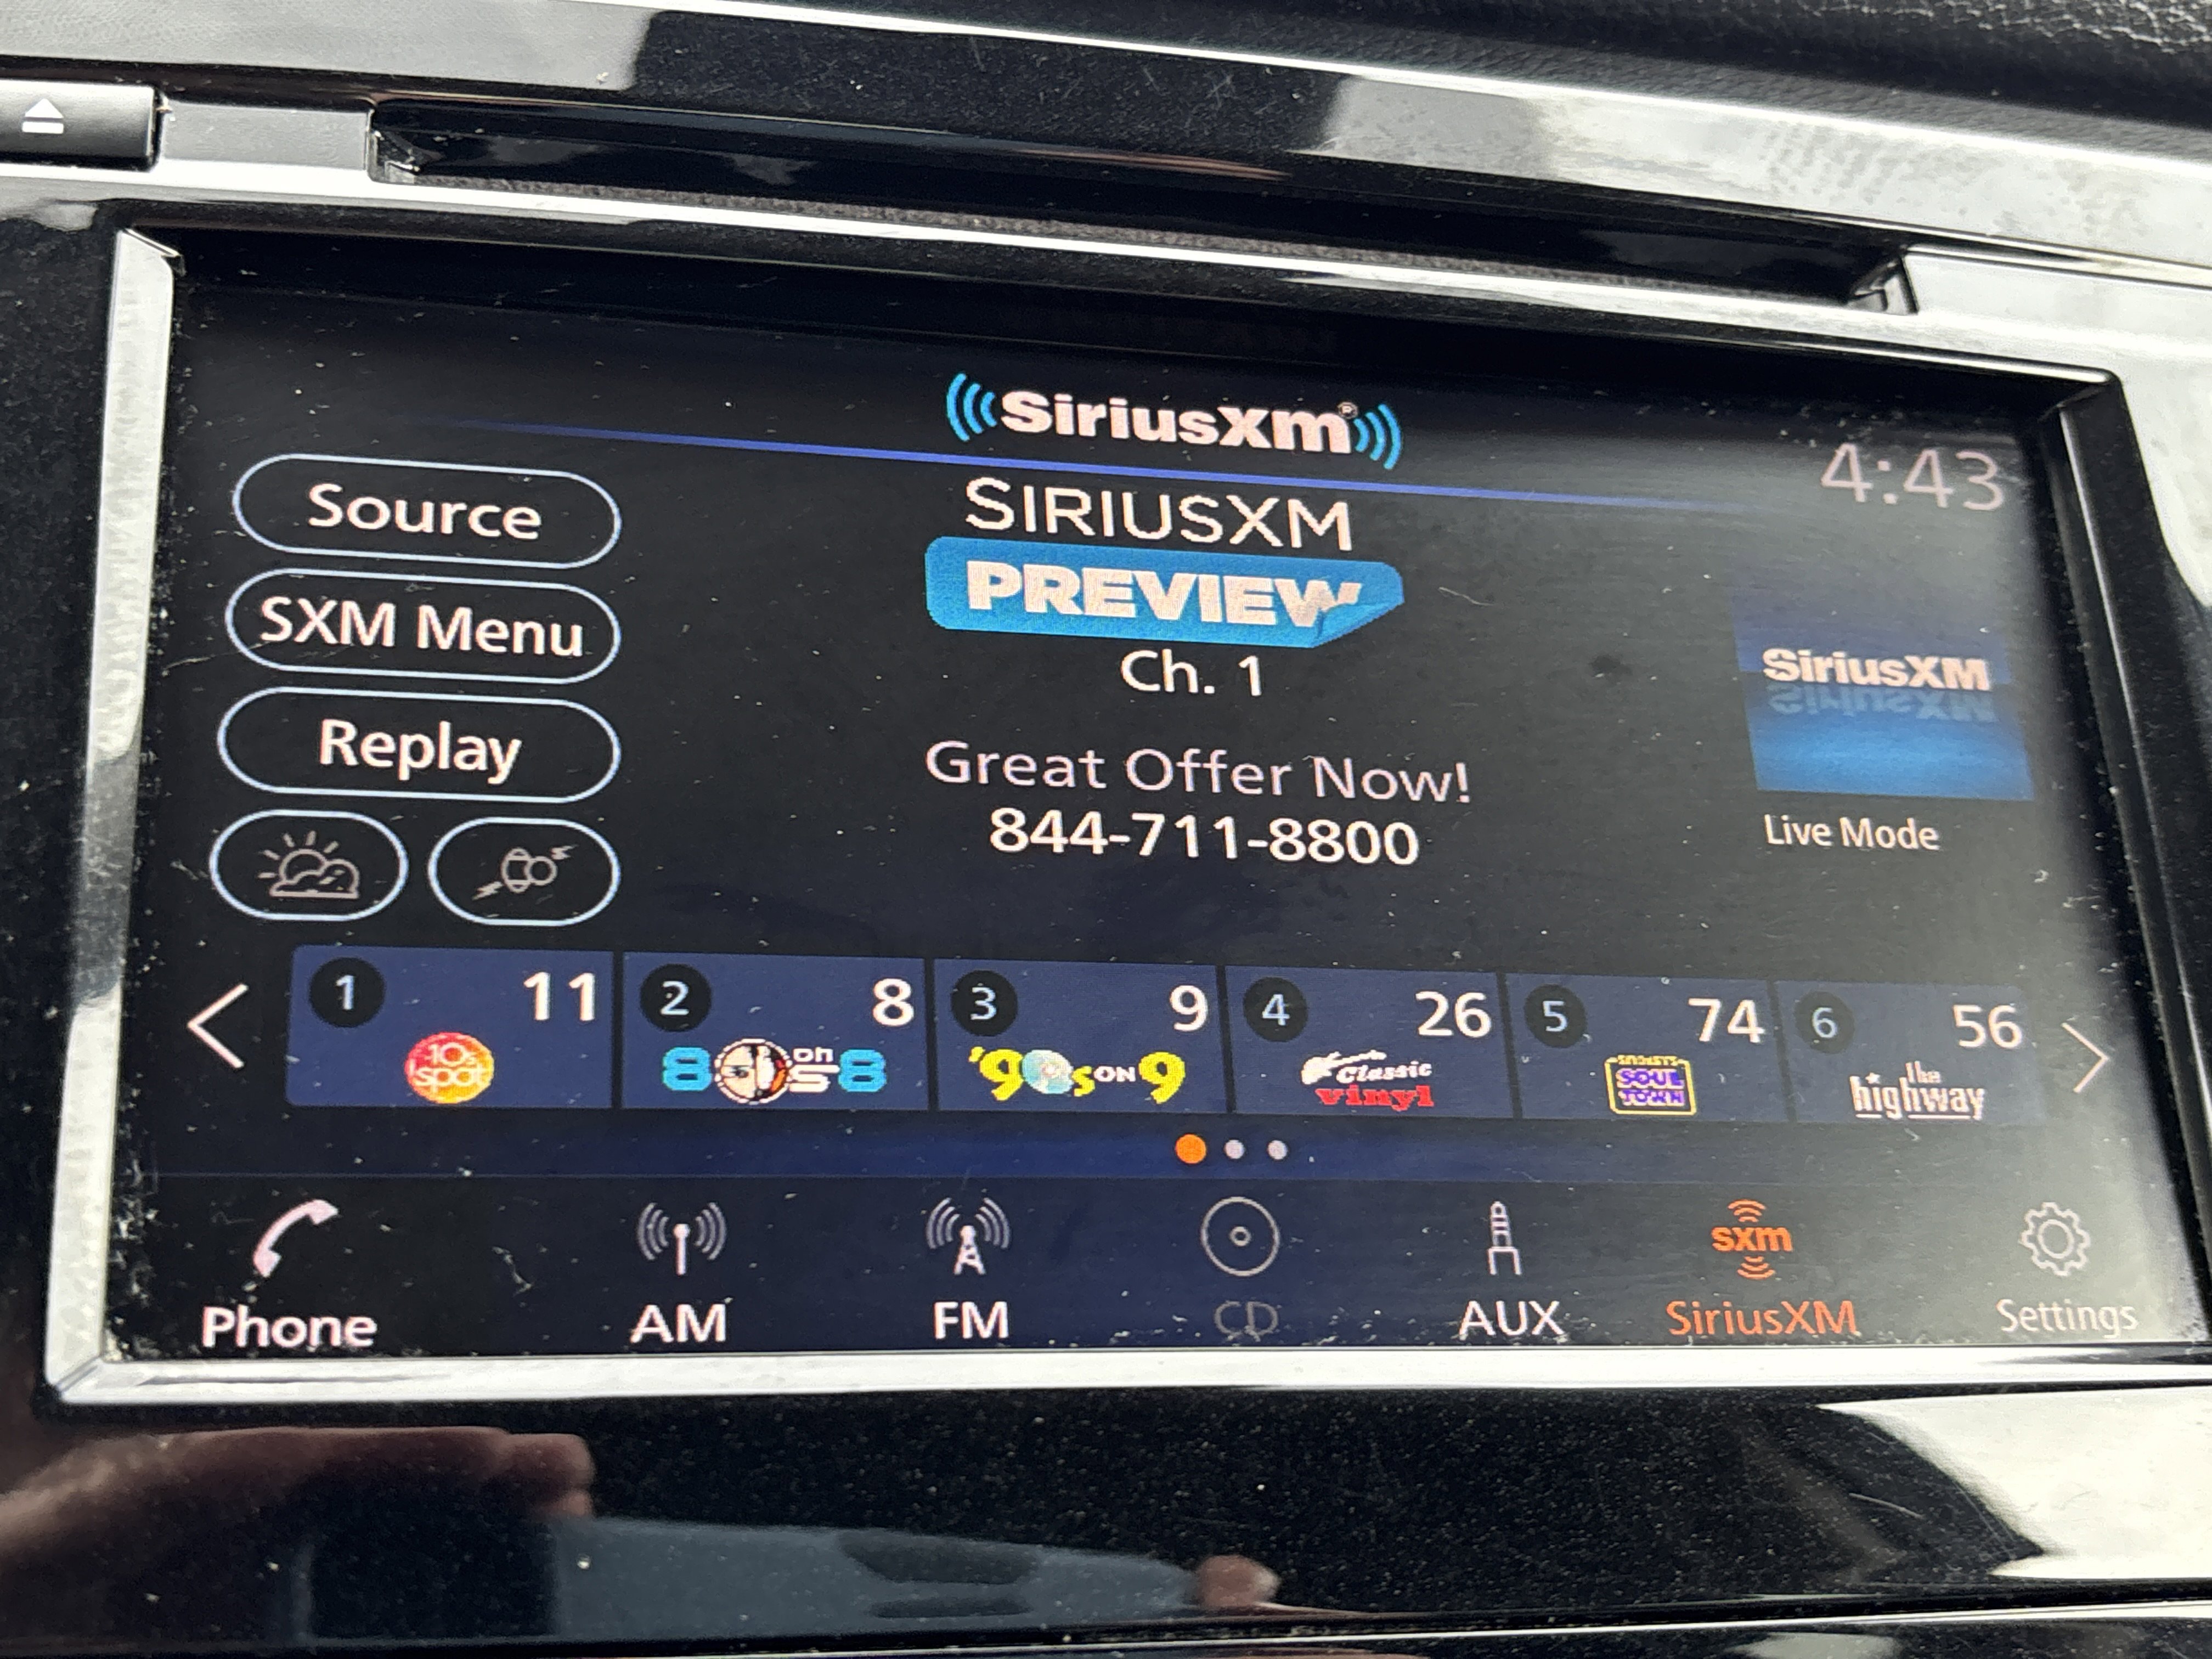 SiriusXm®
4:43
Source
SXM Menu
Replay
SIRIUSXM
PREVIEW
Ch. 1
Great Offer Now!
844-711-8800
SiriusXM
Live Mode
1 11
10s spot
2 8
80s on 8
3 9
'90s ON 9
4 26
Classic
vinyl
5 74
SIRIUSXM'S
SOUL
TOWN
6 56
the
highway
Phone
AM
FM
CD
AUX
sxm
SiriusXM
Settings